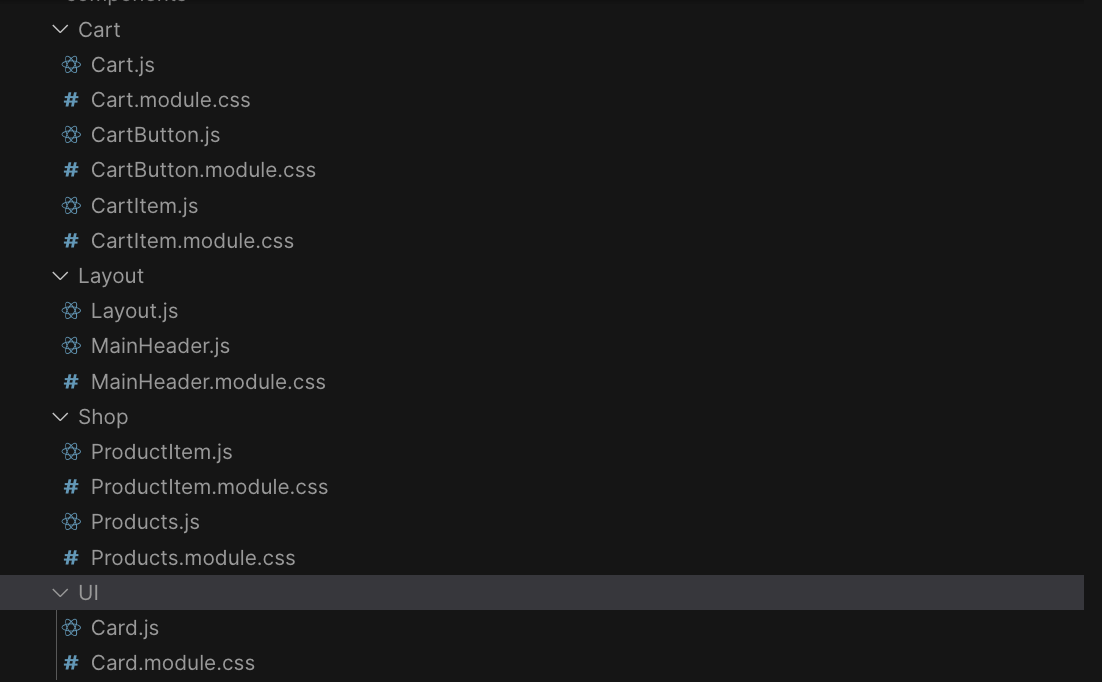 components
Cart
Cart.js
# Cart.module.css
CartButton.js
# CartButton.module.css
CartItem.js
# CartItem.module.css
Layout
Layout.js
MainHeader.js
# MainHeader.module.css
Shop
ProductItem.js
# ProductItem.module.css
Products.js
# Products.module.css
UI
Card.js
# Card.module.css